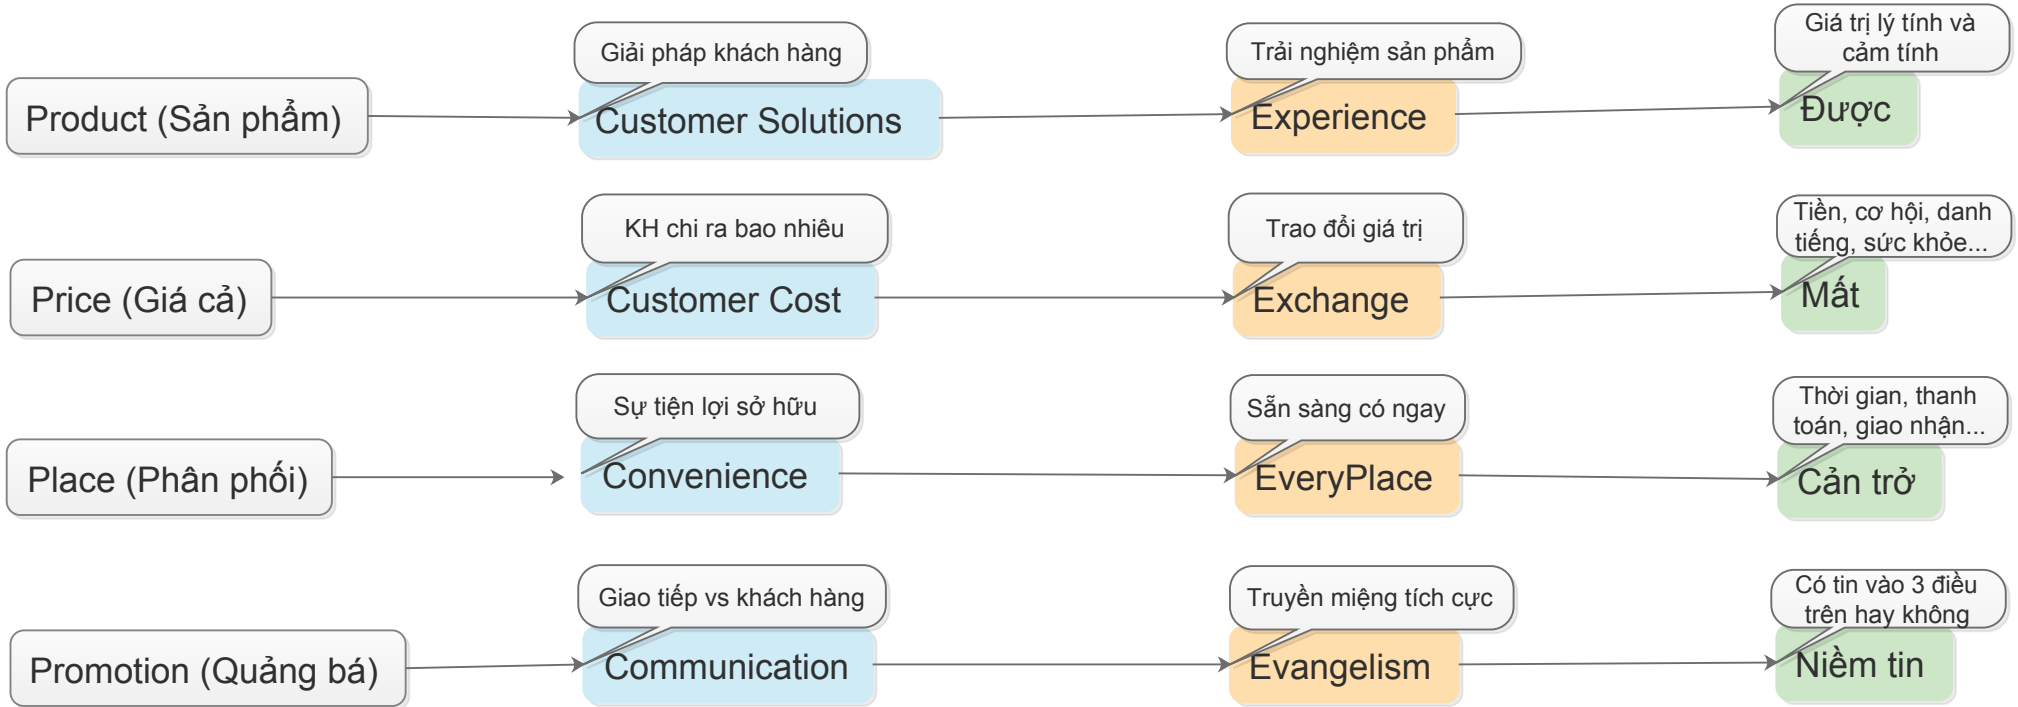 Giải pháp khách hàng
Trải nghiệm sản phẩm
Giá trị lý tính và
cảm tính
Product (Sản phẩm)
Customer Solutions
Experience
Được
KH chi ra bao nhiêu
Trao đổi giá trị
Tiền, cơ hội, danh
tiếng, sức khỏe...
Price (Giá cả)
Customer Cost
Exchange
Mất
Sự tiện lợi sở hữu
Sẵn sàng có ngay
Thời gian, thanh
toán, giao nhận...
Place (Phân phối)
Convenience
EveryPlace
Cản trở
Giao tiếp vs khách hàng
Truyền miệng tích cực
Có tin vào 3 điều
trên hay không
Promotion (Quảng bá)
Communication
Evangelism
Niềm tin